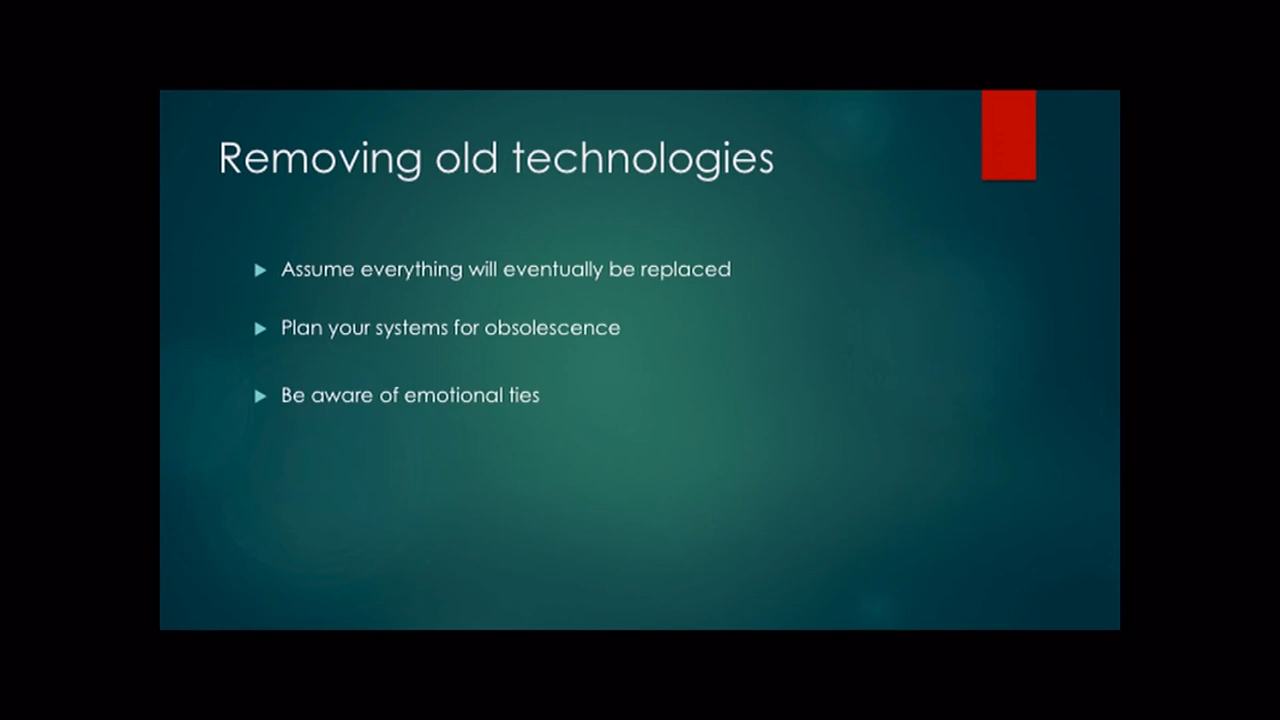 Removing old technologies
Assume everything will eventually be replaced
Plan your systems for obsolescence
Be aware of emotional ties